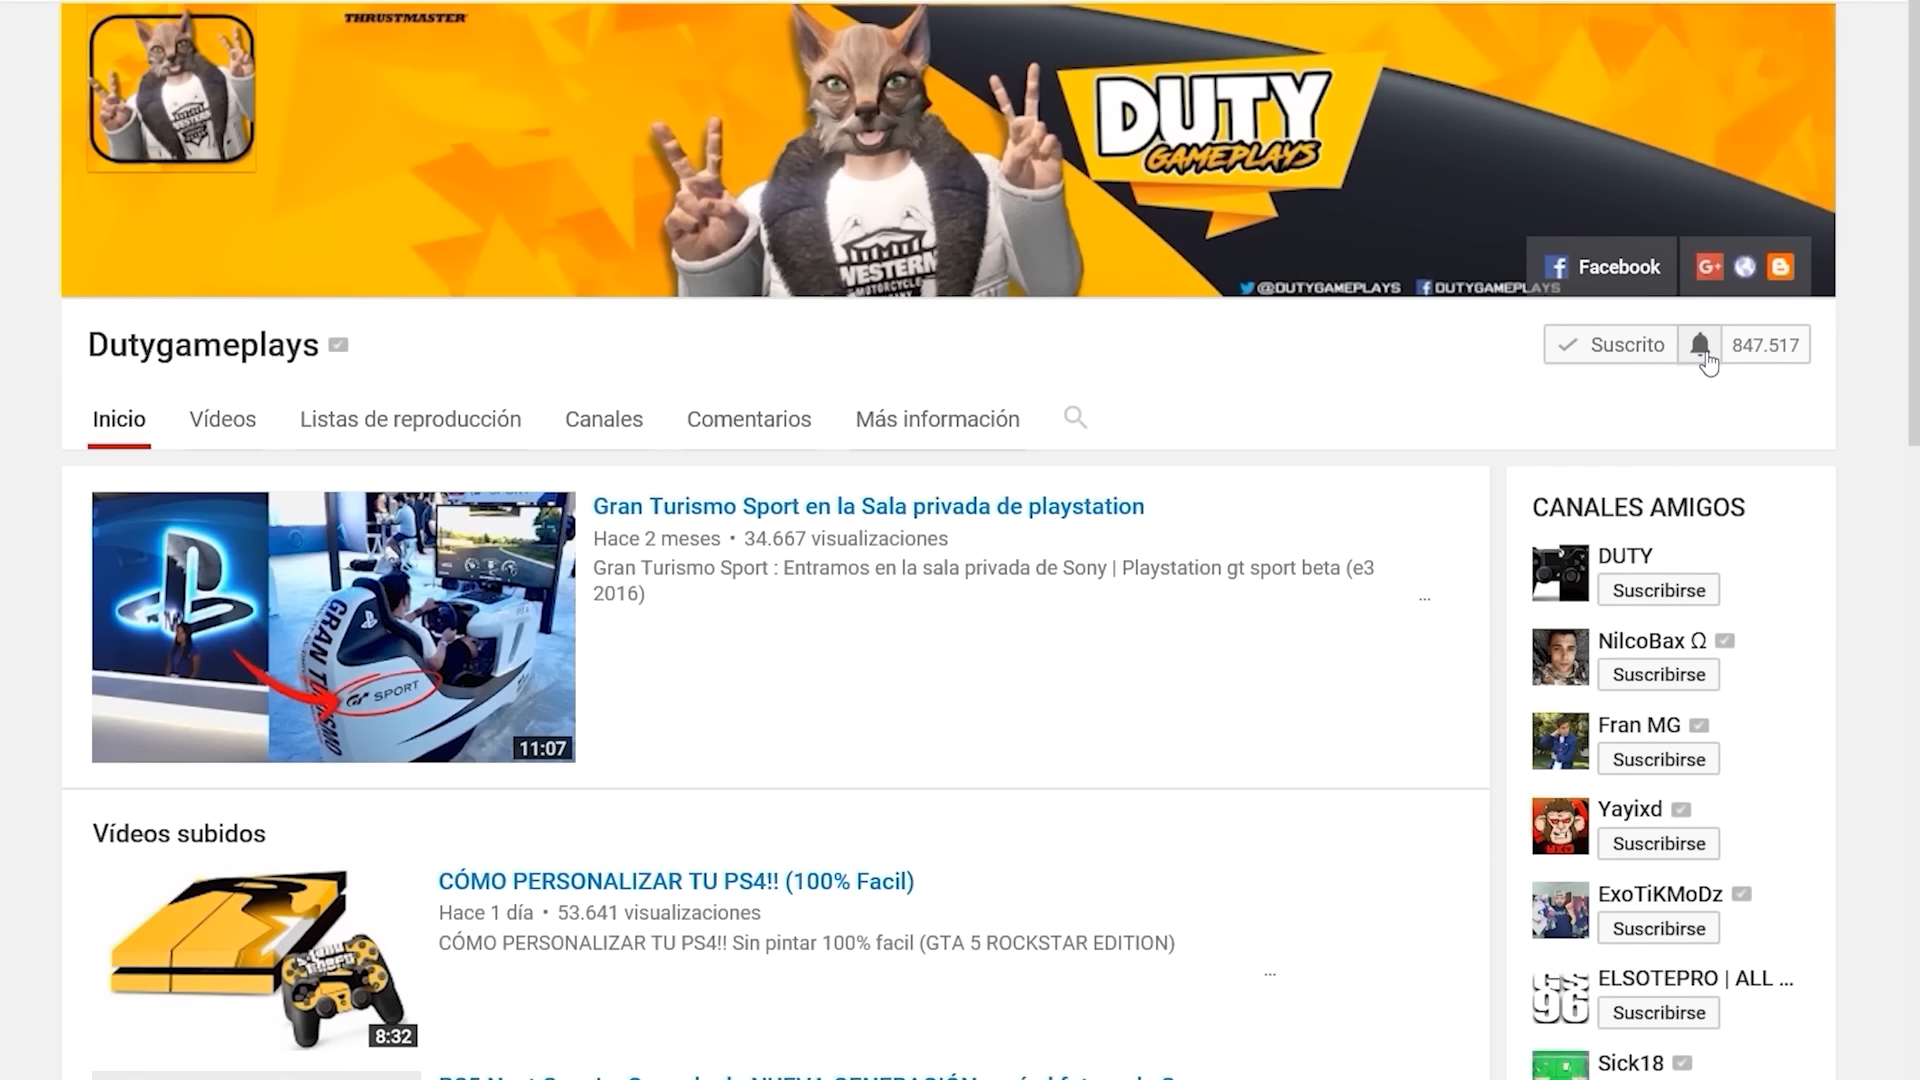 THRUSTMASTER
DUTY
GAMEPLAYS
WESTERN
MOTORCYCLE
@DUTYGAMEPLAYS
DUTYGAMEPLAYS
Facebook
G+
Dutygameplays
Suscrito
847.517
Inicio
Vídeos
Listas de reproducción
Canales
Comentarios
Más información
Gran Turismo Sport en la Sala privada de playstation
Hace 2 meses • 34.667 visualizaciones
Gran Turismo Sport : Entramos en la sala privada de Sony | Playstation gt sport beta (e3
2016)
...
GRAN TURISMO
SPORT
11:07
Vídeos subidos
CÓMO PERSONALIZAR TU PS4!! (100% Facil)
Hace 1 día • 53.641 visualizaciones
CÓMO PERSONALIZAR TU PS4!! Sin pintar 100% facil (GTA 5 ROCKSTAR EDITION)
...
8:32
CANALES AMIGOS
DUTY
Suscribirse
NilcoBax Ω
Suscribirse
Fran MG
Suscribirse
Yayixd
Suscribirse
ExoTiKMoDz
Suscribirse
ELSOTEPRO | ALL ...
Suscribirse
Sick18